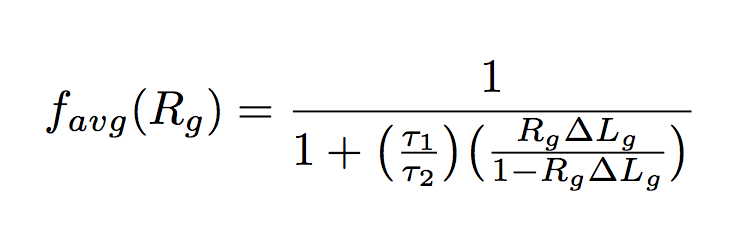 f_{avg}(R_g) = \frac{1}{1 + \left(\frac{\tau_1}{\tau_2}\right)\left(\frac{R_g \Delta L_g}{1 - R_g \Delta L_g}\right)}